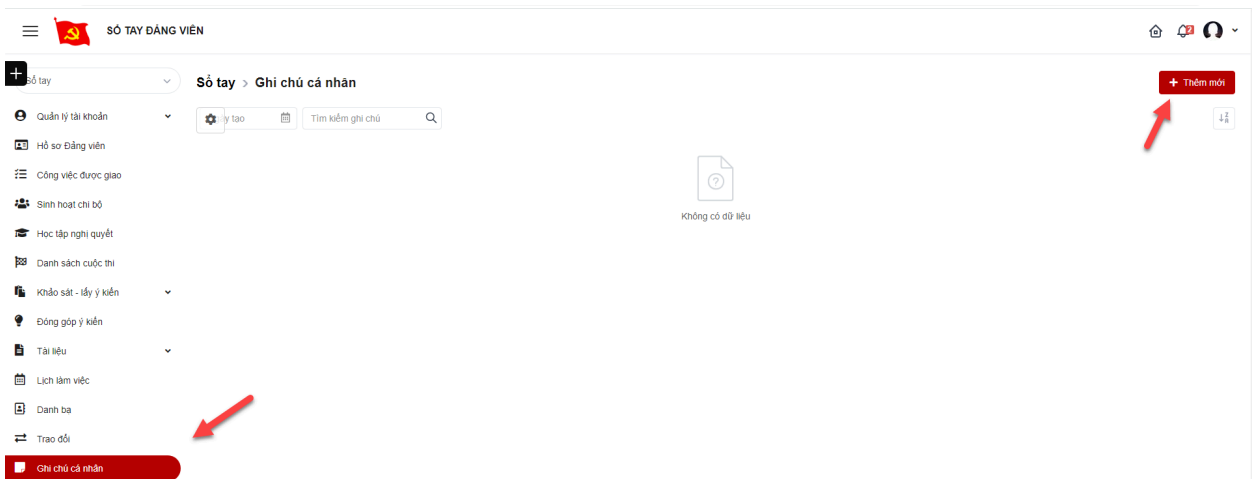 SỔ TAY ĐẢNG VIÊN
2
Sổ tay
Sổ tay > Ghi chú cá nhân
+ Thêm mới
Quản lý tài khoản
y tạo
Tìm kiếm ghi chú
Hồ sơ Đảng viên
Công việc được giao
Sinh hoạt chi bộ
Không có dữ liệu
Học tập nghị quyết
Danh sách cuộc thi
Khảo sát - lấy ý kiến
Đóng góp ý kiến
Tài liệu
Lịch làm việc
Danh bạ
Trao đổi
Ghi chú cá nhân